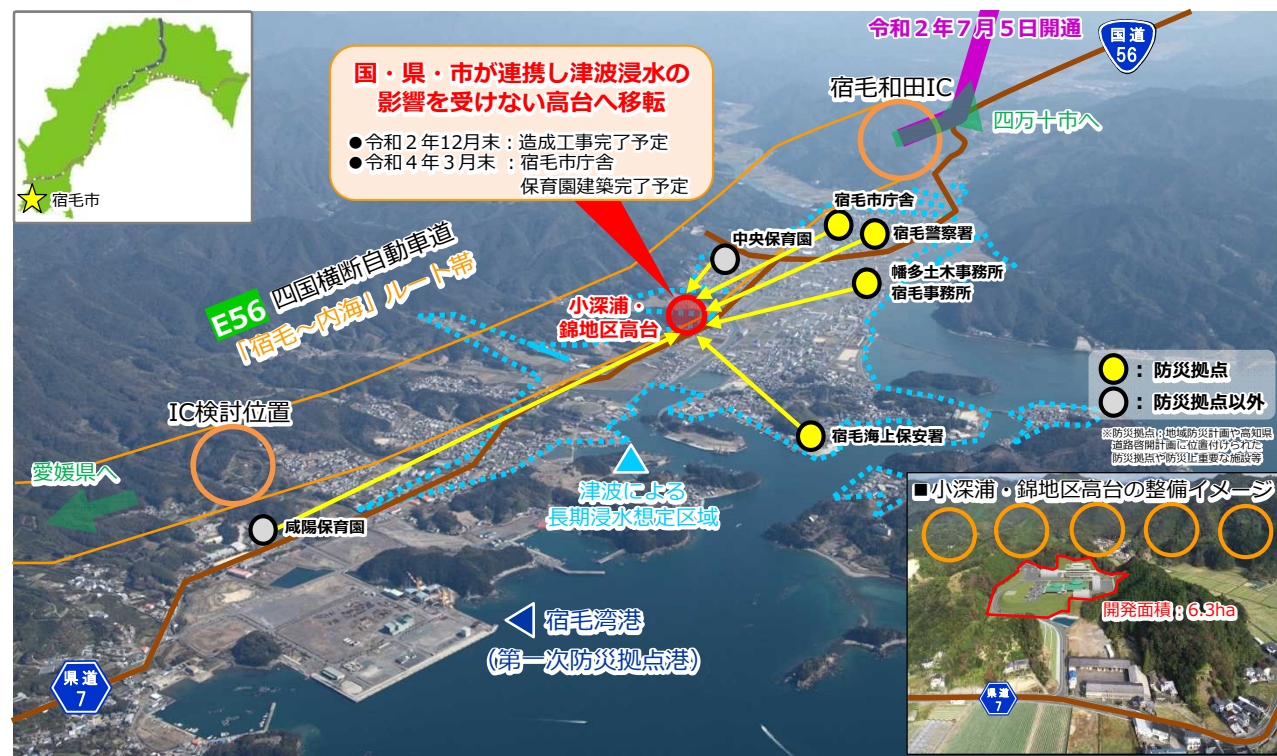 宿毛市
国・県・市が連携し津波浸水の
影響を受けない高台へ移転
●令和２年12月末：造成工事完了予定
●令和４年３月末 ：宿毛市庁舎
保育園建築完了予定
令和２年７月５日開通
国道
56
宿毛和田IC
四万十市へ
宿毛市庁舎
宿毛警察署
中央保育園
幡多土木事務所
宿毛事務所
E56 四国横断自動車道
「宿毛～内海」ルート帯
小深浦・
錦地区高台
：防災拠点
：防災拠点以外
※防災拠点：地域防災計画や高知県
道路啓開計画に位置付けられた
防災拠点や防災上重要な施設等
IC検討位置
宿毛海上保安署
愛媛県へ
津波による
長期浸水想定区域
咸陽保育園
■小深浦・錦地区高台の整備イメージ
開発面積：6.3ha
県道
7
宿毛湾港
(第一次防災拠点港)
県道
7